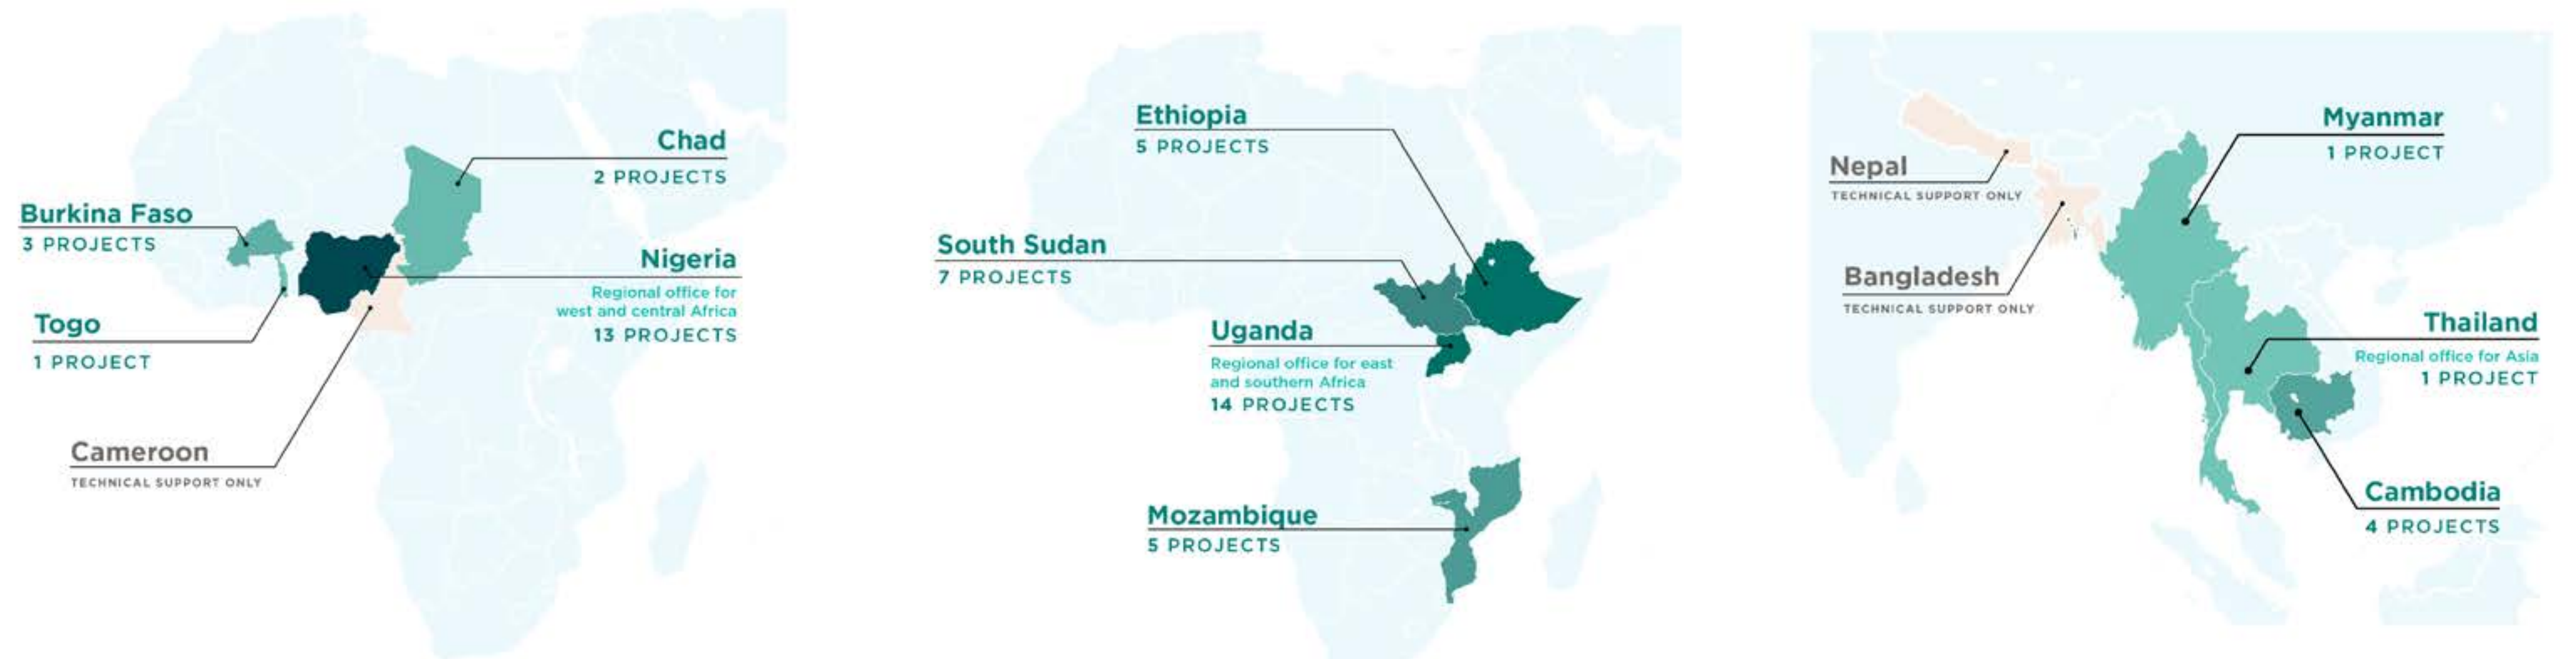 Chad
2 PROJECTS
Burkina Faso
3 PROJECTS
Nigeria
Regional office for
west and central Africa
13 PROJECTS
Togo
1 PROJECT
Cameroon
TECHNICAL SUPPORT ONLY
Ethiopia
5 PROJECTS
South Sudan
7 PROJECTS
Uganda
Regional office for east
and southern Africa
14 PROJECTS
Mozambique
5 PROJECTS
Myanmar
1 PROJECT
Nepal
TECHNICAL SUPPORT ONLY
Bangladesh
TECHNICAL SUPPORT ONLY
Thailand
Regional office for Asia
1 PROJECT
Cambodia
4 PROJECTS